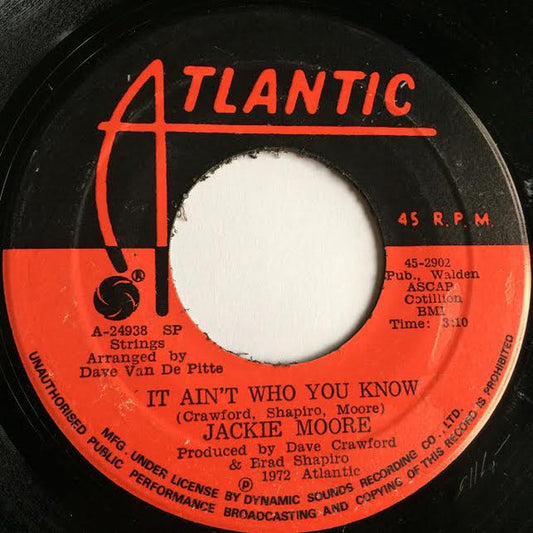 ATLANTIC
45 R.P.M.
®
45-2902
Pub., Walden
ASCAP
Cotillion
BMI
Time: 3:10
A-24938 SP
Strings
Arranged by
Dave Van De Pitte
IT AIN'T WHO YOU KNOW
(Crawford, Shapiro, Moore)
JACKIE MOORE
Produced by Dave Crawford
& Brad Shapiro
℗
1972 Atlantic
MFG. UNDER LICENSE BY DYNAMIC SOUNDS RECORDING CO., LTD.
UNAUTHORISED PUBLIC PERFORMANCE BROADCASTING AND COPYING OF THIS RECORD IS PROHIBITED